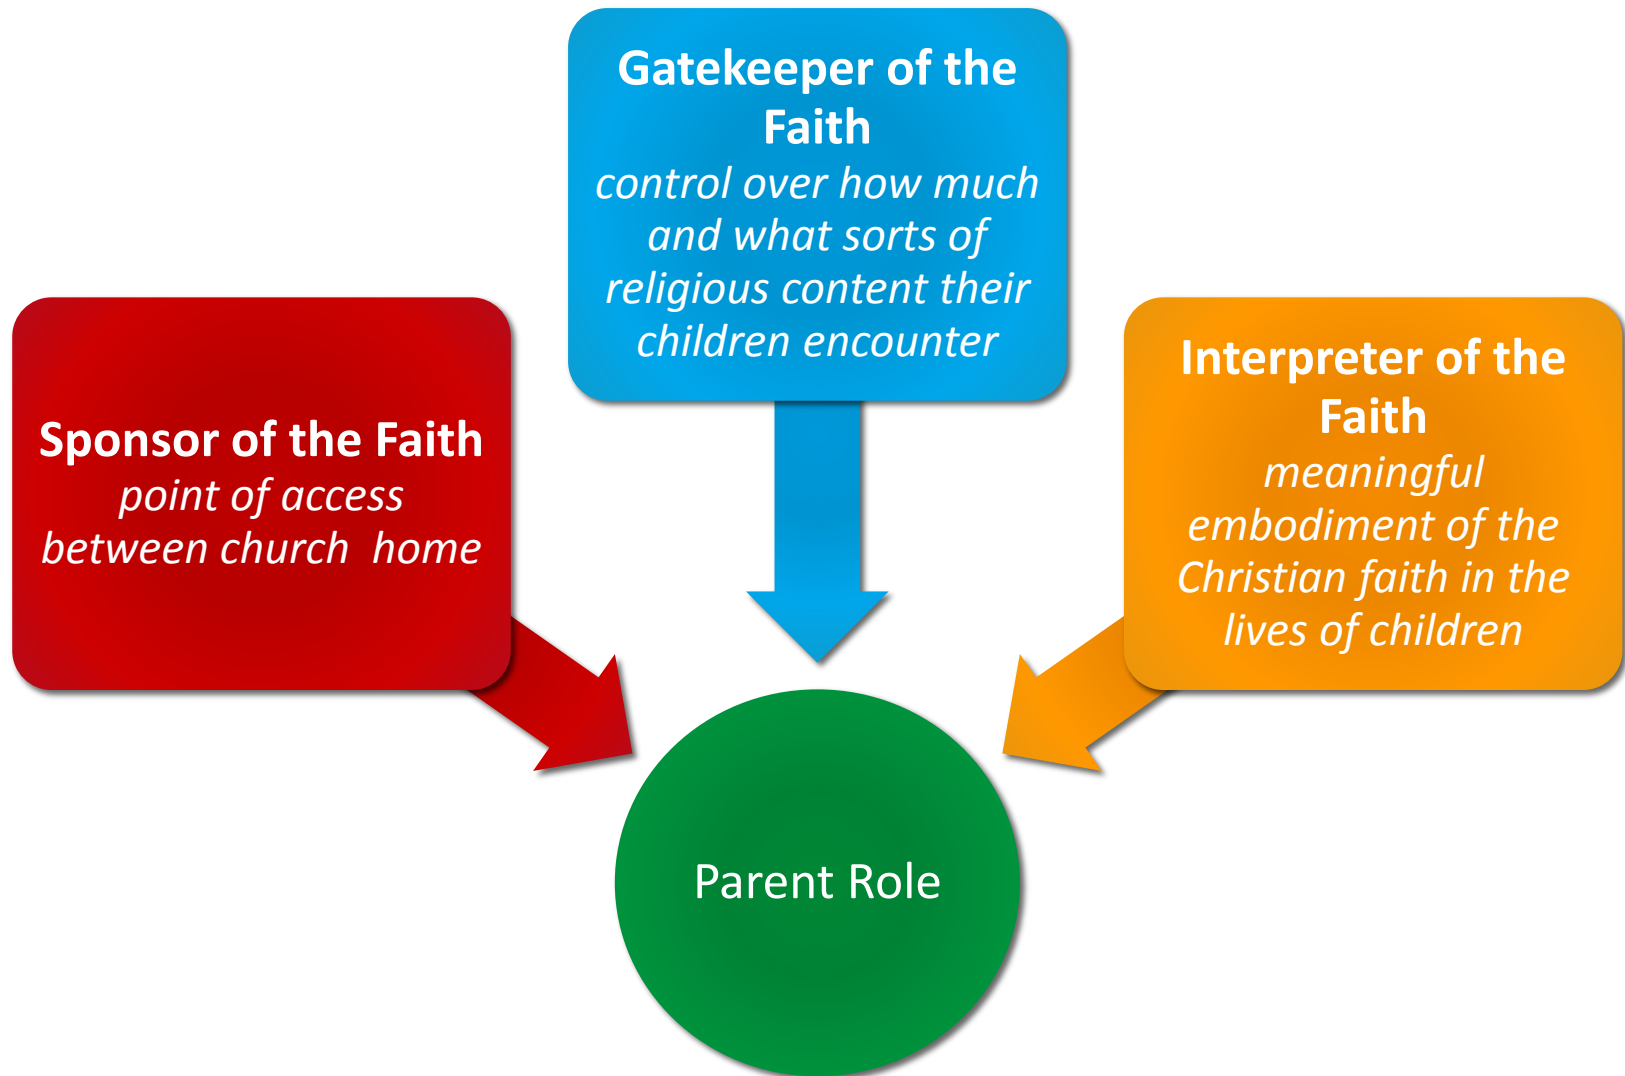 Gatekeeper of the
Faith
control over how much
and what sorts of
religious content their
children encounter
Sponsor of the Faith
point of access
between church  home
Interpreter of the
Faith
meaningful
embodiment of the
Christian faith in the
lives of children
Parent Role